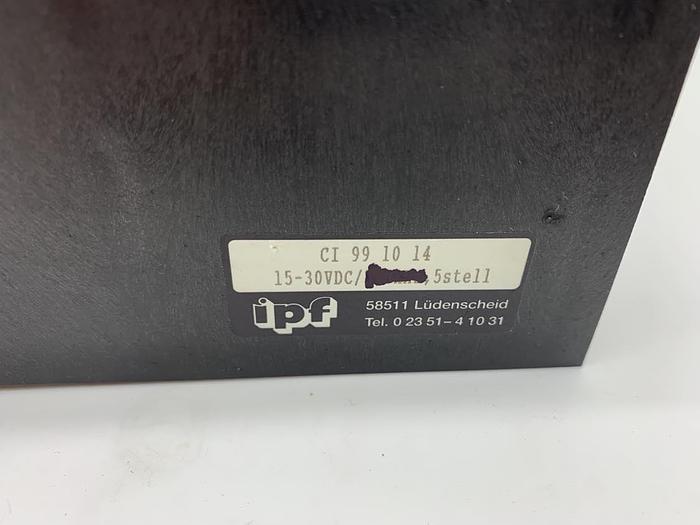 CI 99 10 14
15-30VDC/ ,5stell
ipf
58511 Lüdenscheid
Tel. 0 23 51-4 10 31